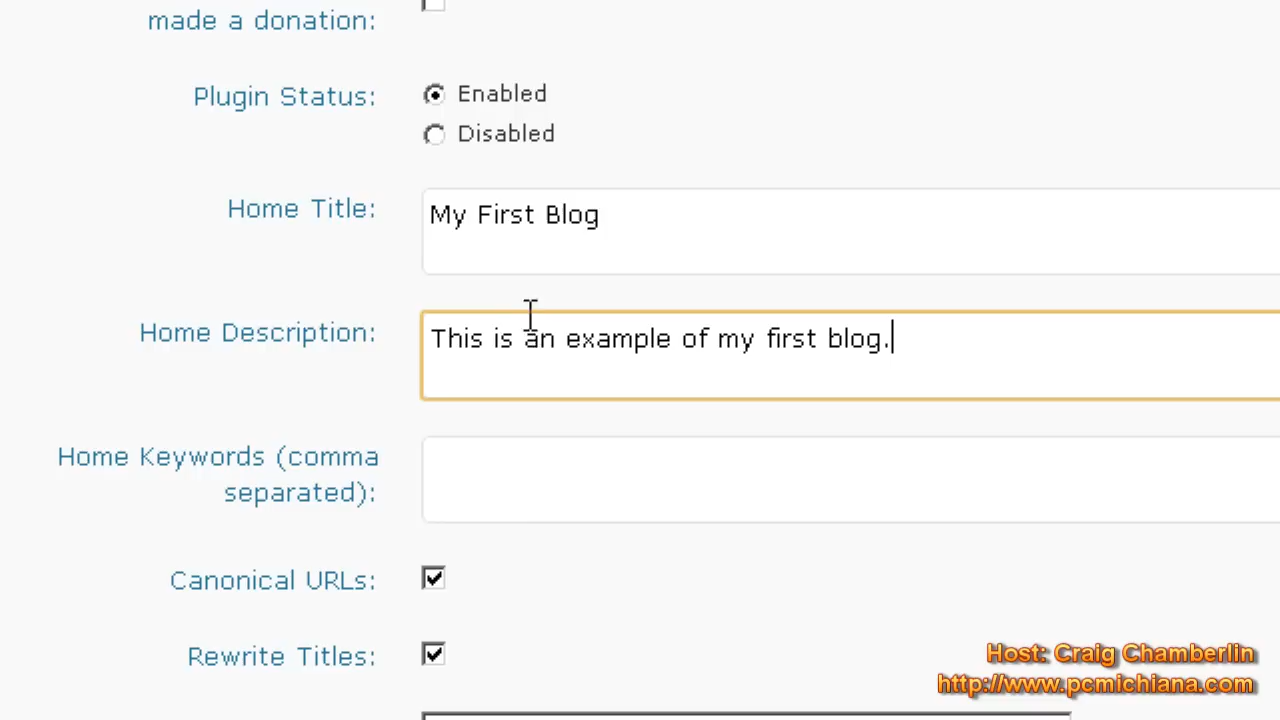 made a donation:
Plugin Status:
Enabled
Disabled
Home Title:
My First Blog
Home Description:
This is an example of my first blog.
Home Keywords (comma
separated):
Canonical URLs:
Rewrite Titles:
Host: Craig Chamberlin
http://www.pcmichiana.com